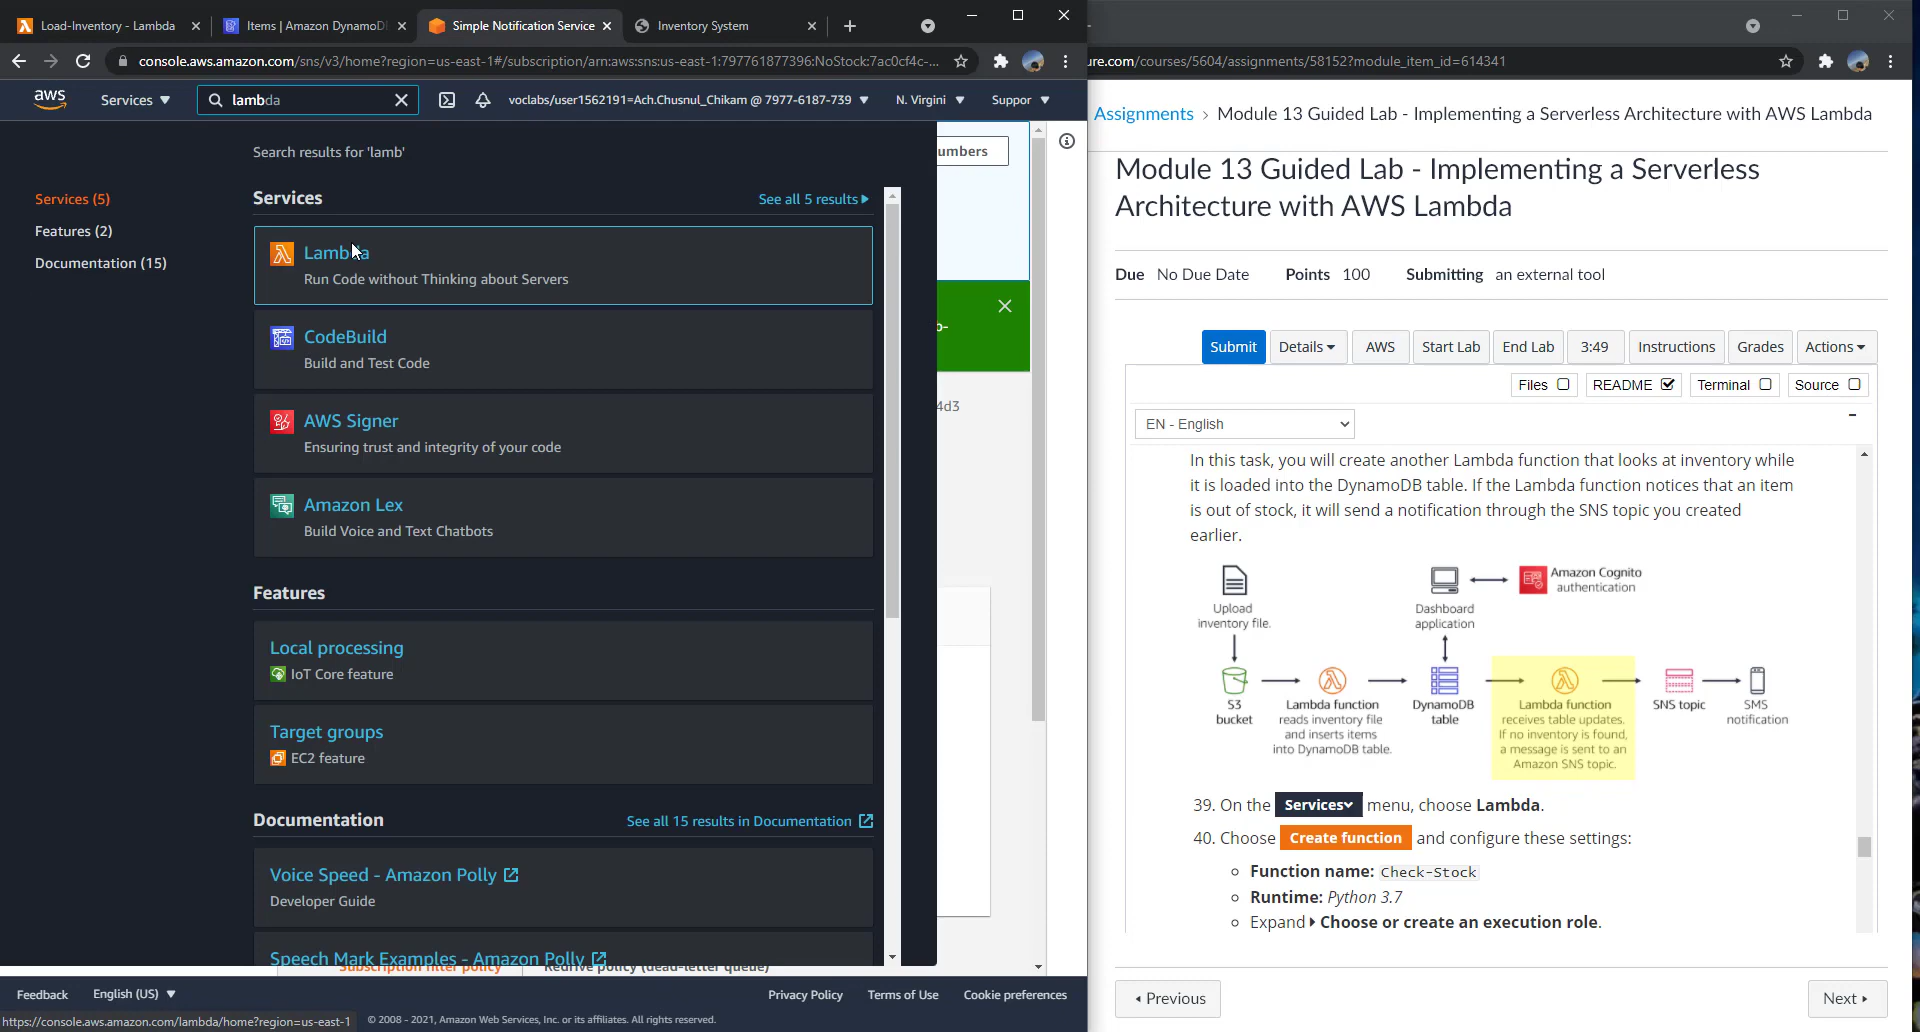 Load-Inventory - Lambda
Items | Amazon DynamoD
Simple Notification Service
Inventory System
console.aws.amazon.com/sns/v3/home?region=us-east-1#/subscription/arn:aws:sns:us-east-1:797761877396:NoStock:7ac0cf4c-...
ure.com/courses/5604/assignments/58152?module_item_id=614341
aws
Services
lambda
voclabs/user1562191=Ach.Chusnul_Chikam @ 7977-6187-739
N. Virgini
Suppor
Search results for 'lamb'
Services (5)
Features (2)
Documentation (15)
Services
See all 5 results
Lambda
Run Code without Thinking about Servers
CodeBuild
Build and Test Code
AWS Signer
Ensuring trust and integrity of your code
Amazon Lex
Build Voice and Text Chatbots
Features
Local processing
IoT Core feature
Target groups
EC2 feature
Documentation
See all 15 results in Documentation
Voice Speed - Amazon Polly
Developer Guide
Speech Mark Examples - Amazon Polly
umbers
o-
4d3
Subscription filter policy
Redrive policy (dead-letter queue)
Feedback
English (US)
Privacy Policy
Terms of Use
Cookie preferences
https://console.aws.amazon.com/lambda/home?region=us-east-1
© 2008 - 2021, Amazon Web Services, Inc. or its affiliates. All rights reserved.
Assignments › Module 13 Guided Lab - Implementing a Serverless Architecture with AWS Lambda
Module 13 Guided Lab - Implementing a Serverless
Architecture with AWS Lambda
Due No Due Date
Points 100
Submitting an external tool
Submit
Details
AWS
Start Lab
End Lab
3:49
Instructions
Grades
Actions
Files
README
Terminal
Source
EN - English
In this task, you will create another Lambda function that looks at inventory while
it is loaded into the DynamoDB table. If the Lambda function notices that an item
is out of stock, it will send a notification through the SNS topic you created
earlier.
Upload
inventory file.
Dashboard
application
Amazon Cognito
authentication
S3
bucket
Lambda function
reads inventory file
and inserts items
into DynamoDB table.
DynamoDB
table
Lambda function
receives table updates.
If no inventory is found,
a message is sent to an
Amazon SNS topic.
SNS topic
SMS
notification
39. On the Services menu, choose Lambda.
40. Choose Create function and configure these settings:
Function name: Check-Stock
Runtime: Python 3.7
Expand Choose or create an execution role.
Previous
Next